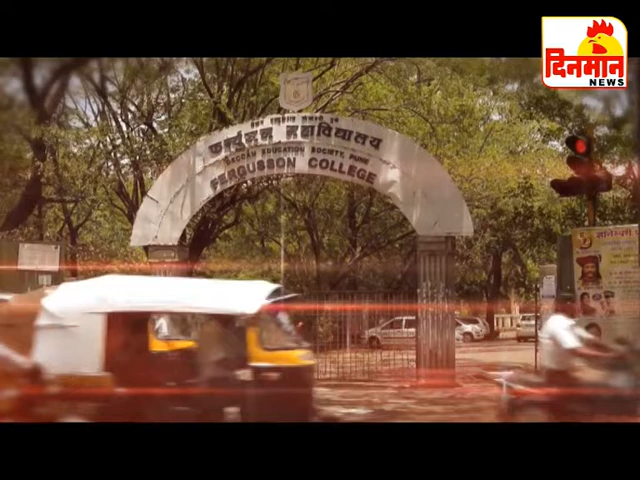 दिनमान
NEWS
फर्ग्युसन महाविद्यालय
DECCAN EDUCATION SOCIETY, PUNE
FERGUSSON COLLEGE